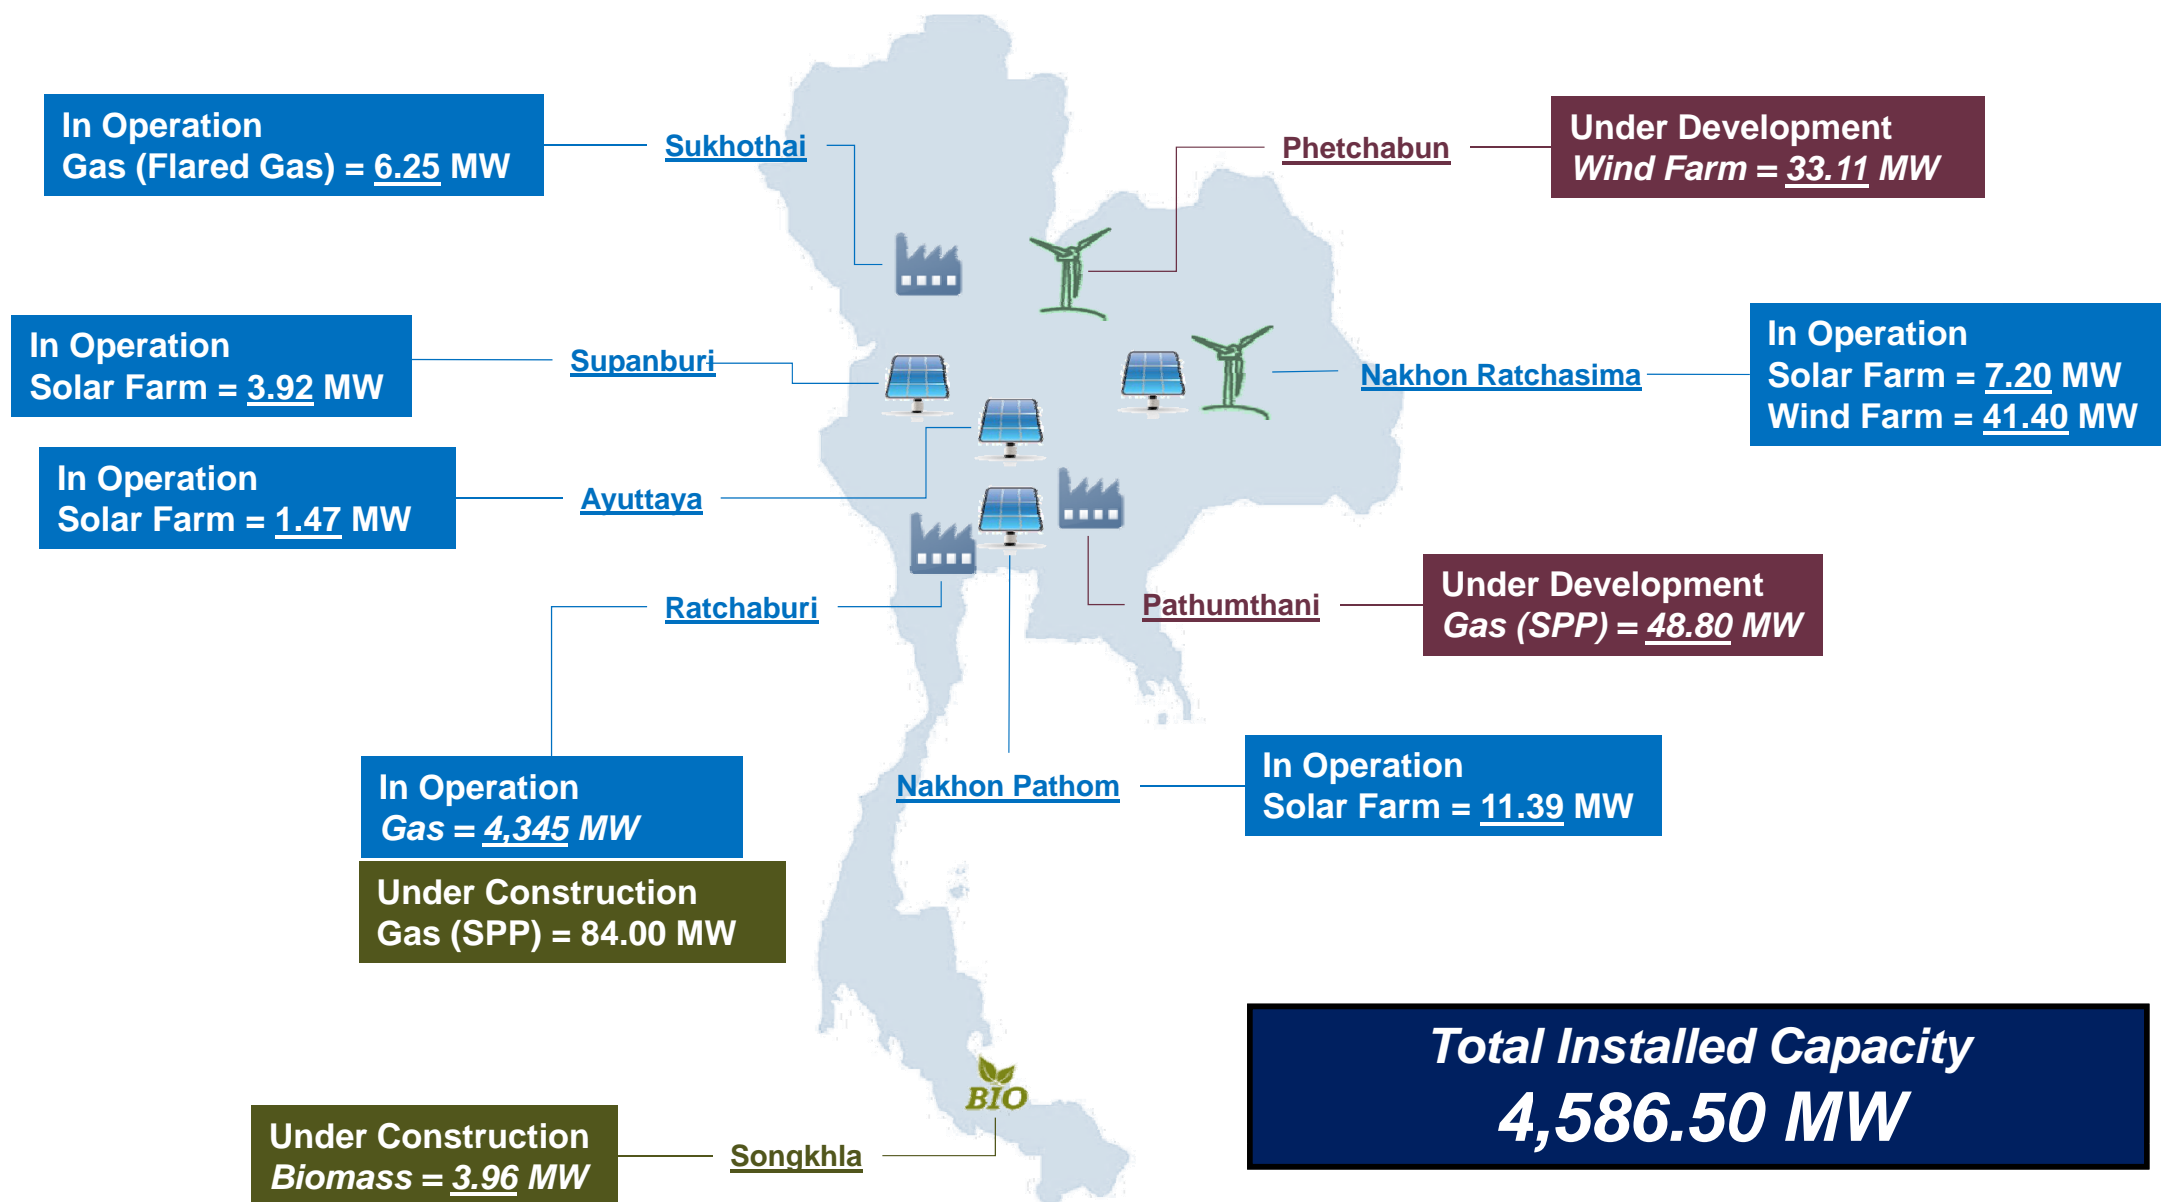 In Operation
Gas (Flared Gas) = 6.25 MW
Sukhothai
Phetchabun
Under Development
Wind Farm = 33.11 MW
In Operation
Solar Farm = 3.92 MW
Supanburi
Nakhon Ratchasima
In Operation
Solar Farm = 7.20 MW
Wind Farm = 41.40 MW
In Operation
Solar Farm = 1.47 MW
Ayuttaya
Ratchaburi
Pathumthani
Under Development
Gas (SPP) = 48.80 MW
In Operation
Gas = 4,345 MW
Under Construction
Gas (SPP) = 84.00 MW
Nakhon Pathom
In Operation
Solar Farm = 11.39 MW
BIO
Under Construction
Biomass = 3.96 MW
Songkhla
Total Installed Capacity
4,586.50 MW